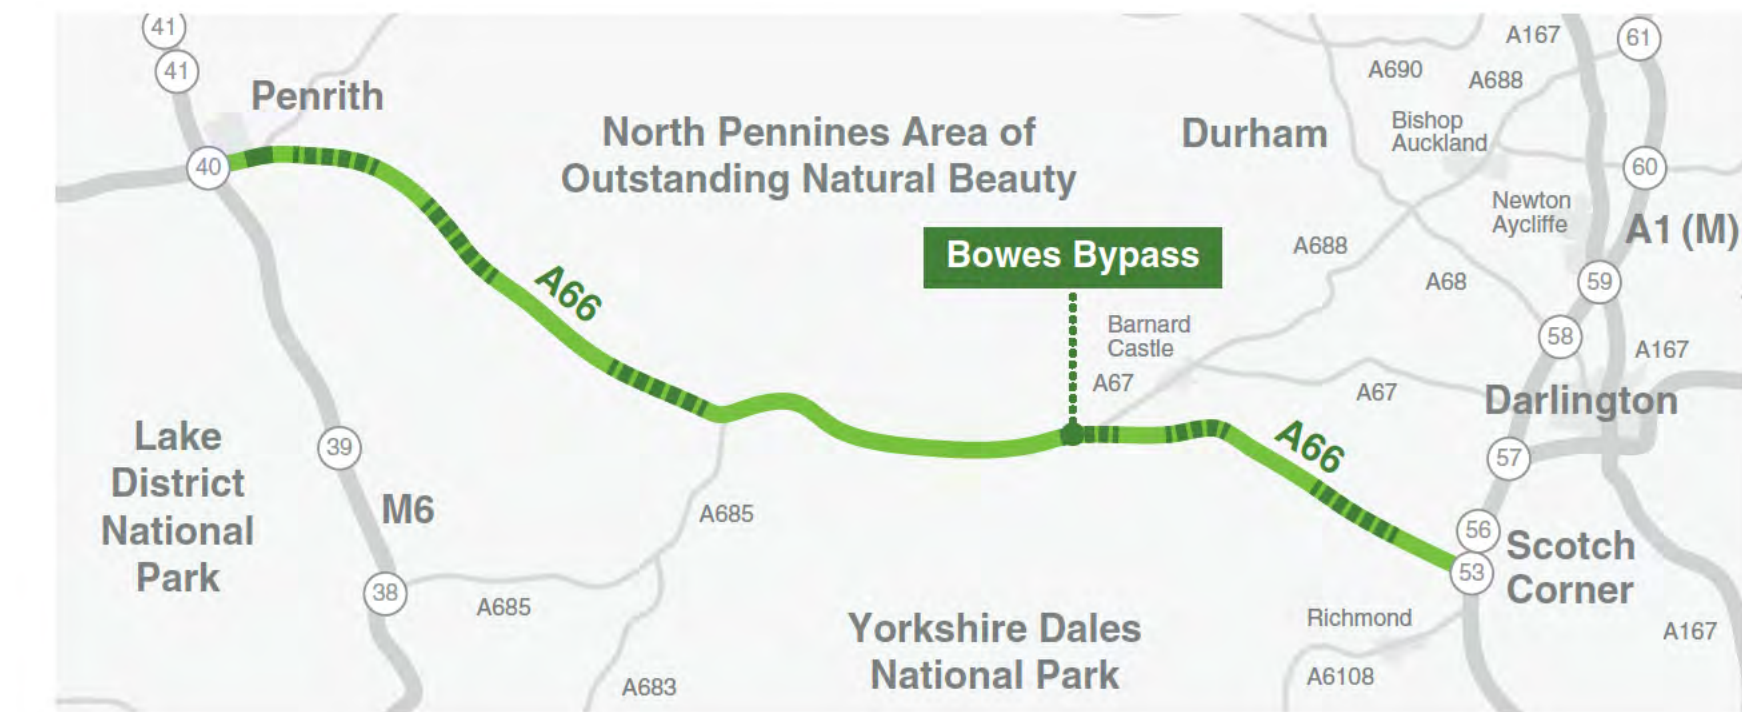 41
41
Penrith
40
A66
North Pennines Area of
Outstanding Natural Beauty
Bowes Bypass
Durham
A167
61
A690
A688
Bishop
Auckland
60
Newton
Aycliffe
A1 (M)
A688
A68
59
58
A167
Barnard
Castle
A67
A67
Darlington
A66
57
56
Scotch
Corner
53
Lake
District
National
Park
39
M6
38
A685
A685
A683
Yorkshire Dales
National Park
Richmond
A6108
A167